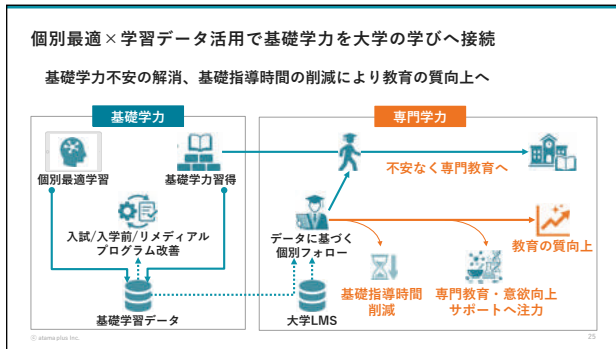 個別最適×学習データ活用で基礎学力を大学の学びへ接続
基礎学力不安の解消、基礎指導時間の削減により教育の質向上へ
基礎学力
専門学力
個別最適学習
基礎学力習得
不安なく専門教育へ
入試/入学前/リメディアル
プログラム改善
データに基づく
個別フォロー
教育の質向上
基礎指導時間
削減
専門教育・意欲向上
サポートへ注力
基礎学習データ
大学LMS
ⓒ atama plus Inc.
25